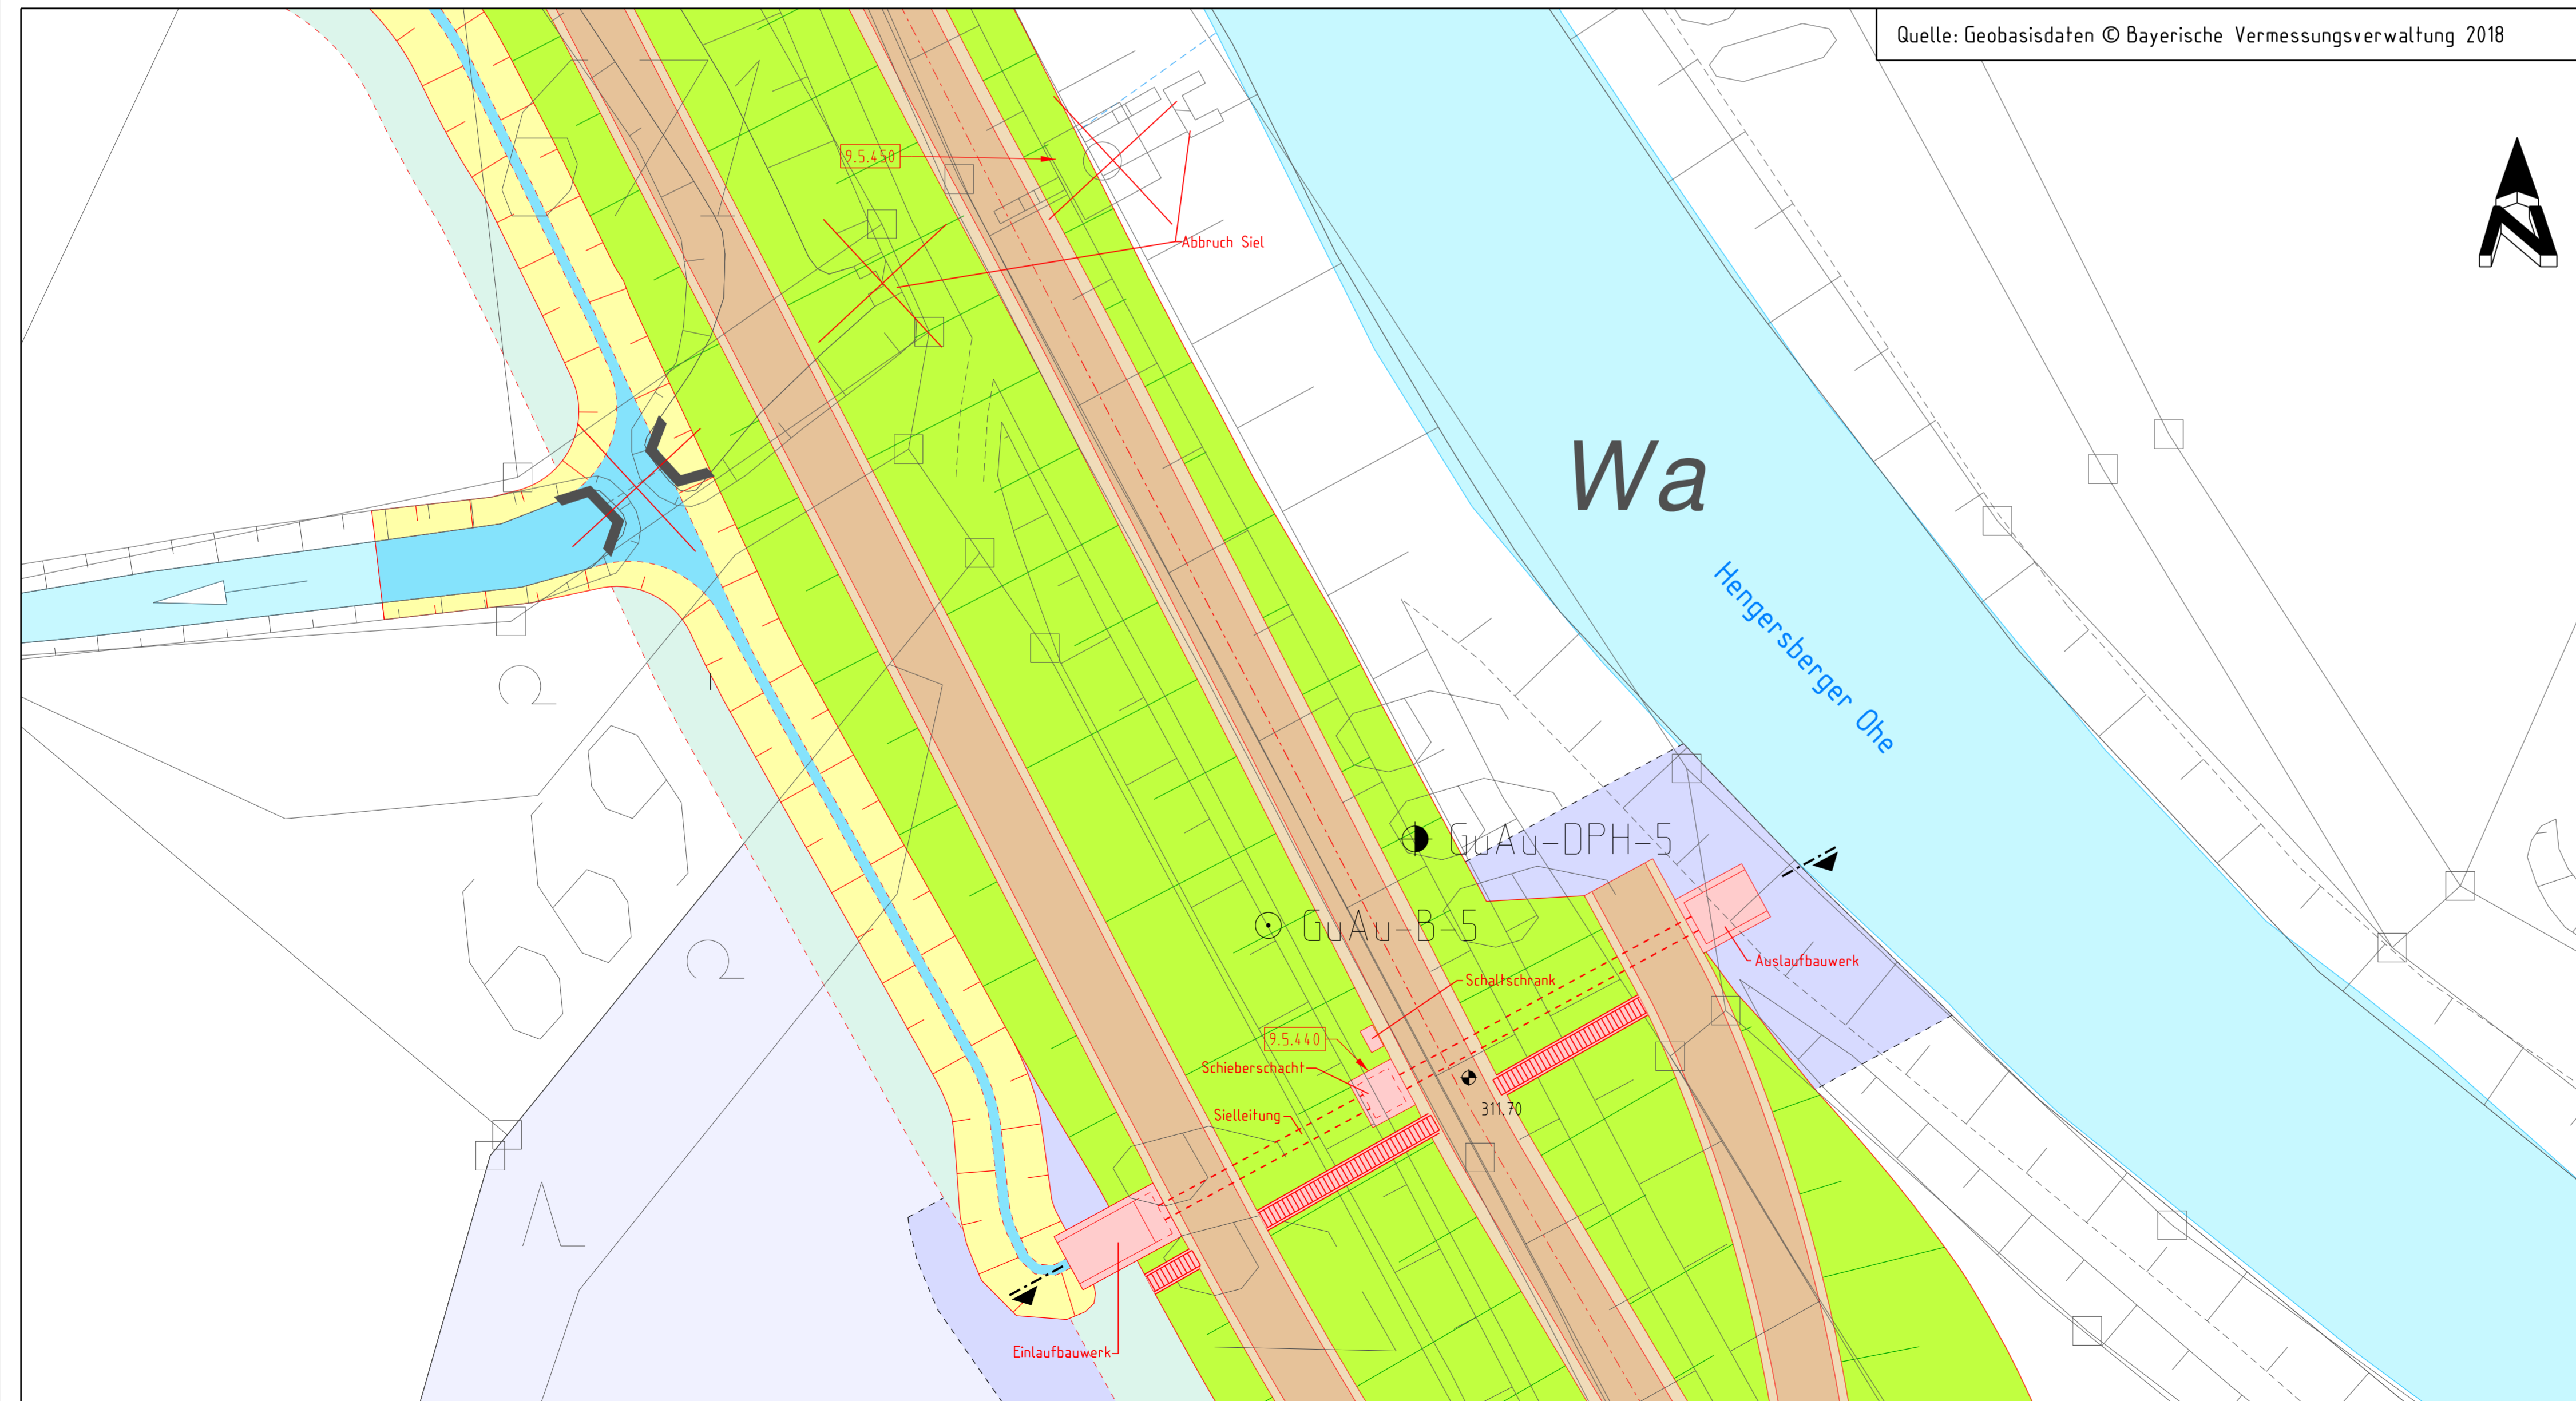 Quelle: Geobasisdaten © Bayerische Vermessungsverwaltung 2018
N
9.5.450
Abbruch Siel
Wa
Hengersberger Ohe
GuAu-DPH-5
GuAu-B-5
Auslaufbauwerk
Schaltschrank
9.5.440
Schieberschacht
311.70
Sielleitung
Einlaufbauwerk